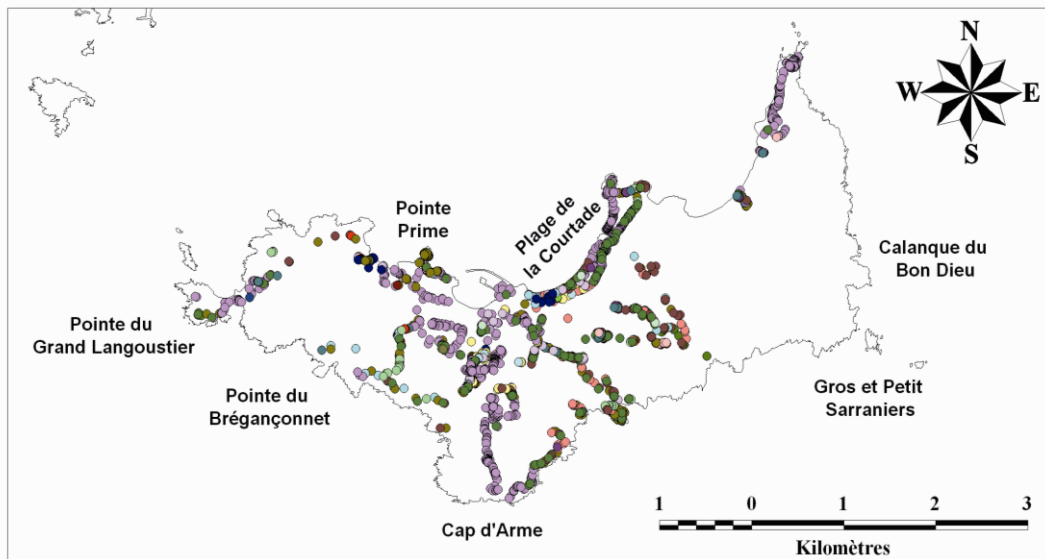 N
W E
S
Pointe
Prime
Plage de
la Courtade
Calanque du
Bon Dieu
Pointe du
Grand Langoustier
Pointe du
Brégançonnet
Gros et Petit
Sarraniers
Cap d'Arme
1 0 1 2 3
Kilomètres